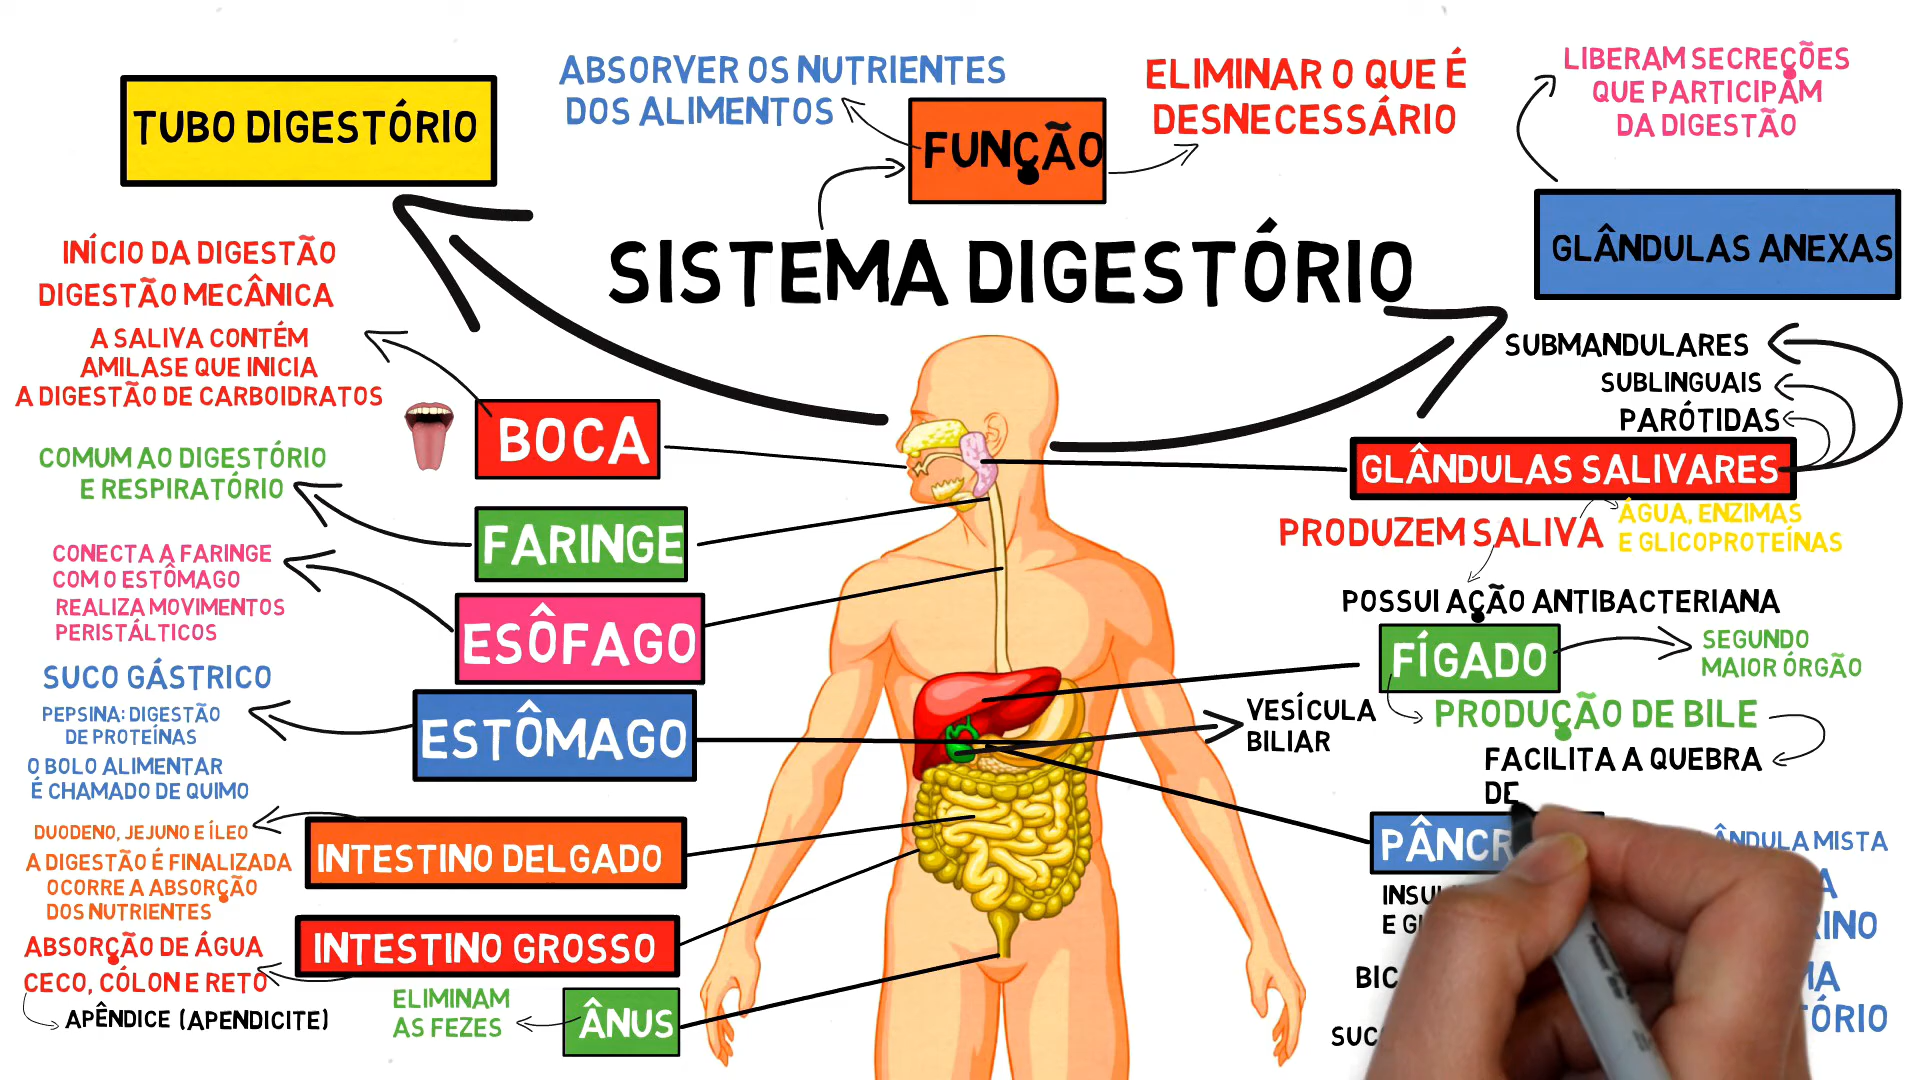 ABSORVER OS NUTRIENTES
DOS ALIMENTOS
ELIMINAR O QUE É
DESNECESSÁRIO
LIBERAM SECREÇÕES
QUE PARTICIPAM
DA DIGESTÃO
TUBO DIGESTÓRIO
FUNÇÃO
GLÂNDULAS ANEXAS
SISTEMA DIGESTÓRIO
INÍCIO DA DIGESTÃO
DIGESTÃO MECÂNICA
A SALIVA CONTÉM
AMILASE QUE INICIA
A DIGESTÃO DE CARBOIDRATOS
BOCA
COMUM AO DIGESTÓRIO
E RESPIRATÓRIO
FARINGE
CONECTA A FARINGE
COM O ESTÔMAGO
REALIZA MOVIMENTOS
PERISTÁLTICOS
ESÔFAGO
SUCO GÁSTRICO
PEPSINA: DIGESTÃO
DE PROTEÍNAS
O BOLO ALIMENTAR
É CHAMADO DE QUIMO
ESTÔMAGO
DUODENO, JEJUNO E ÍLEO
A DIGESTÃO É FINALIZADA
OCORRE A ABSORÇÃO
DOS NUTRIENTES
INTESTINO DELGADO
ABSORÇÃO DE ÁGUA
CECO, CÓLON E RETO
APÊNDICE (APENDICITE)
INTESTINO GROSSO
ELIMINAM
AS FEZES
ÂNUS
SUBMANDULARES
SUBLINGUAIS
PARÓTIDAS
GLÂNDULAS SALIVARES
PRODUZEM SALIVA
ÁGUA, ENZIMAS
E GLICOPROTEÍNAS
POSSUI AÇÃO ANTIBACTERIANA
FÍGADO
SEGUNDO
MAIOR ÓRGÃO
PRODUÇÃO DE BILE
VESÍCULA
BILIAR
FACILITA A QUEBRA
DE
MISTA